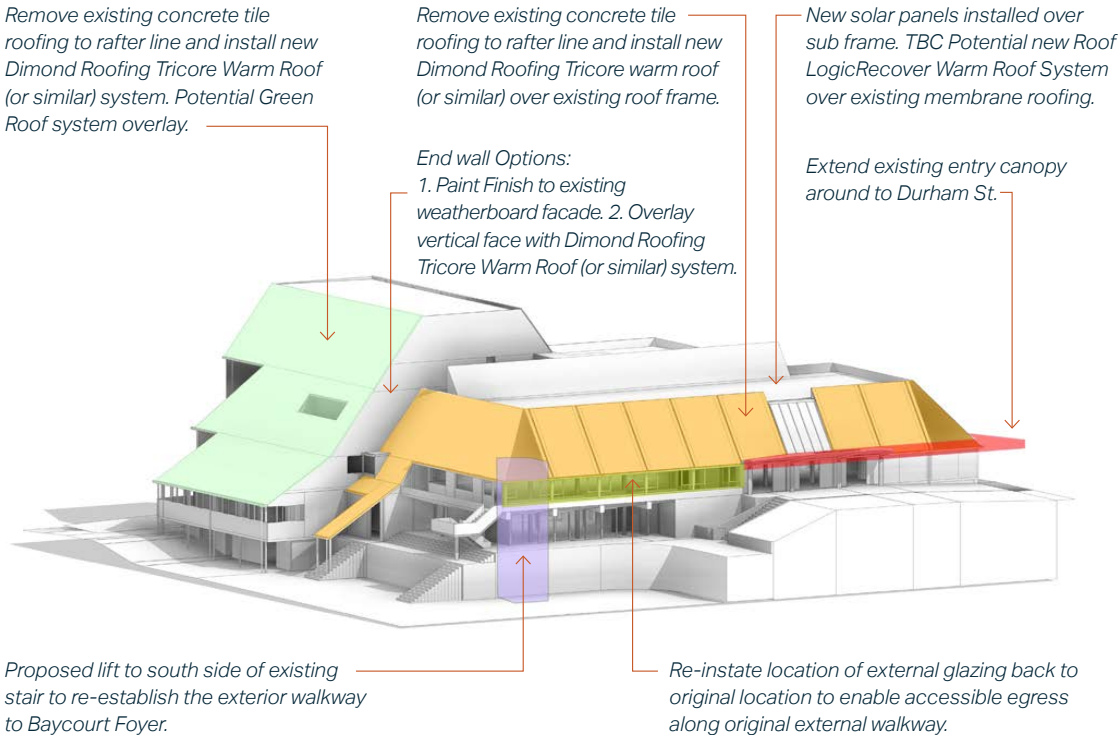 Remove existing concrete tile
roofing to rafter line and install new
Dimond Roofing Tricore Warm Roof
(or similar) system. Potential Green
Roof system overlay.
Remove existing concrete tile
roofing to rafter line and install new
Dimond Roofing Tricore warm roof
(or similar) over existing roof frame.
New solar panels installed over
sub frame. TBC Potential new Roof
LogicRecover Warm Roof System
over existing membrane roofing.
End wall Options:
1. Paint Finish to existing
weatherboard facade. 2. Overlay
vertical face with Dimond Roofing
Tricore Warm Roof (or similar) system.
Extend existing entry canopy
around to Durham St.
Proposed lift to south side of existing
stair to re-establish the exterior walkway
to Baycourt Foyer.
Re-instate location of external glazing back to
original location to enable accessible egress
along original external walkway.